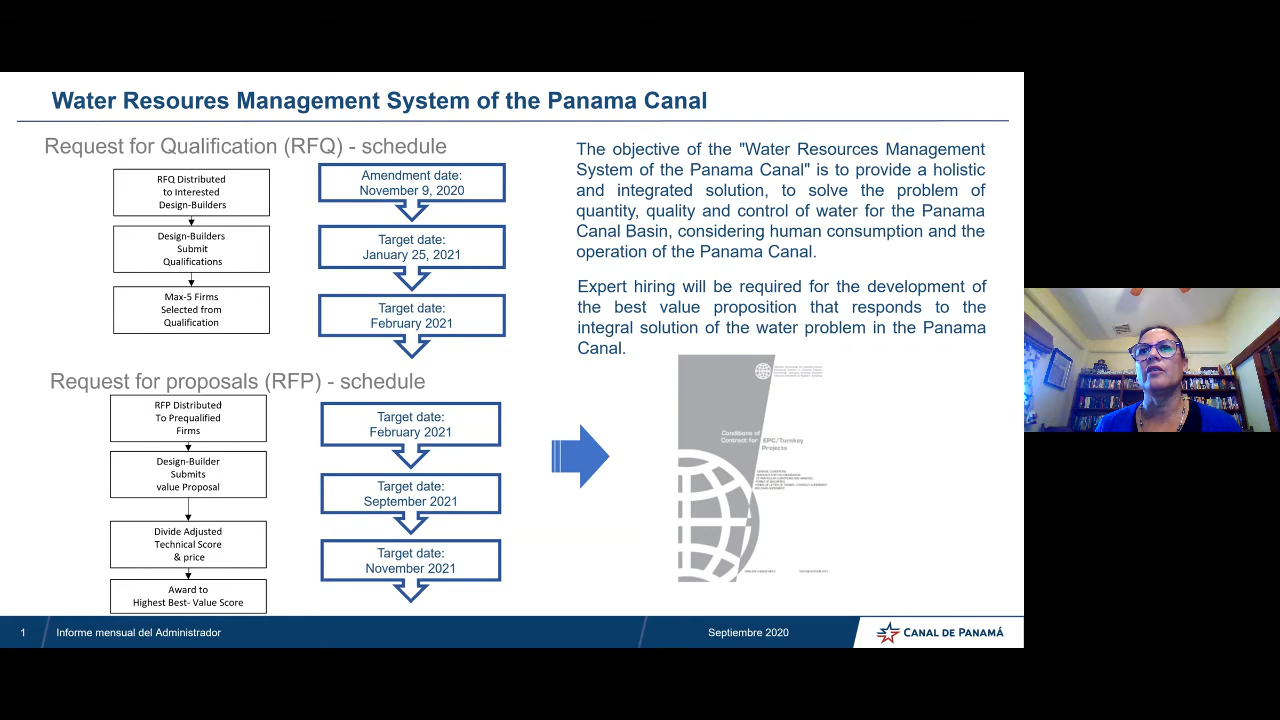 Water Resoures Management System of the Panama Canal
Request for Qualification (RFQ) - schedule
RFQ Distributed
to Interested
Design-Builders
Design-Builders
Submit
Qualifications
Max-5 Firms
Selected from
Qualification
Amendment date:
November 9, 2020
Target date:
January 25, 2021
Target date:
February 2021
Request for proposals (RFP) - schedule
RFP Distributed
To Prequalified
Firms
Design-Builder
Submits
value Proposal
Divide Adjusted
Technical Score
& price
Award to
Highest Best- Value Score
Target date:
February 2021
Target date:
September 2021
Target date:
November 2021
The objective of the "Water Resources Management
System of the Panama Canal" is to provide a holistic
and integrated solution, to solve the problem of
quantity, quality and control of water for the Panama
Canal Basin, considering human consumption and the
operation of the Panama Canal.
Expert hiring will be required for the development of
the best value proposition that responds to the
integral solution of the water problem in the Panama
Canal.
Conditions of
Contract for EPC/Turnkey
Projects
1
Informe mensual del Administrador
Septiembre 2020
CANAL DE PANAMÁ